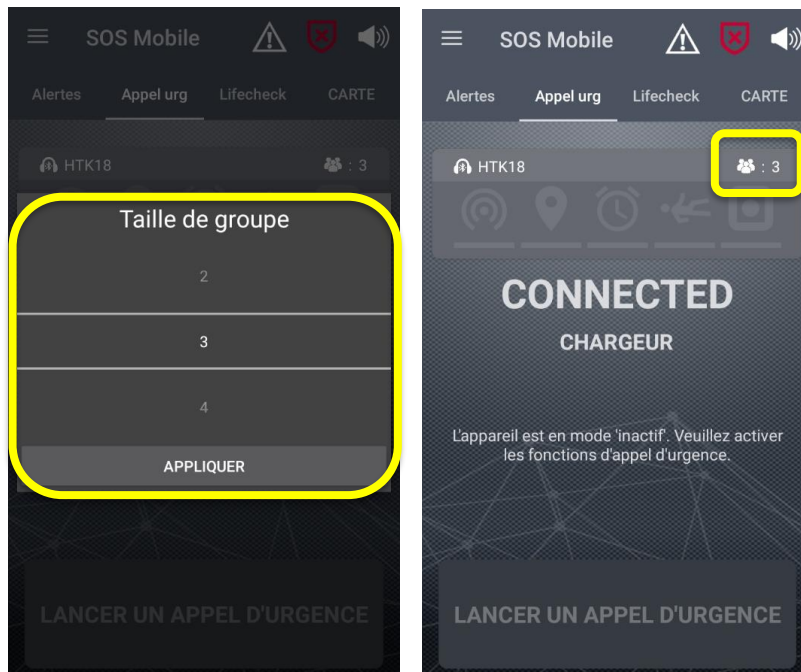 SOS Mobile
Alertes Appel urg Lifecheck CARTE
HTK18 : 3
Taille de groupe
2
3
4
APPLIQUER
LANCER UN APPEL D'URGENCE
SOS Mobile
Alertes Appel urg Lifecheck CARTE
HTK18 : 3
CONNECTED
CHARGEUR
L'appareil est en mode 'inactif'. Veuillez activer
les fonctions d'appel d'urgence.
LANCER UN APPEL D'URGENCE